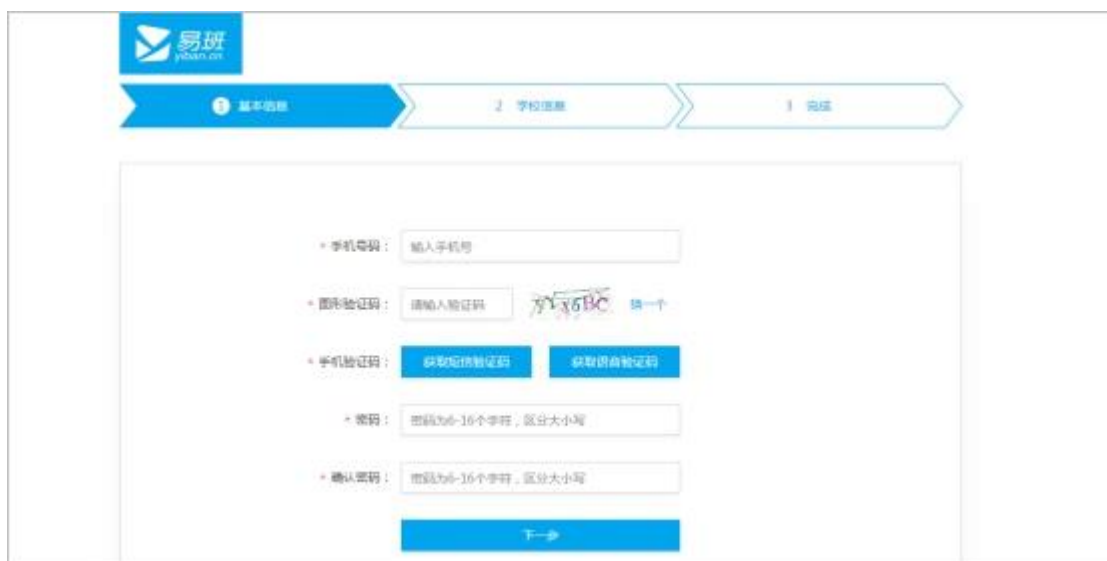 易班
yiban.cn
1 基本信息
2 学校信息
3 完成
* 手机号码：
输入手机号
* 图形验证码：
请输入验证码
换一个
* 手机验证码：
获取短信验证码
获取语音验证码
* 密码：
密码为6-16个字符，区分大小写
* 确认密码：
密码为6-16个字符，区分大小写
下一步